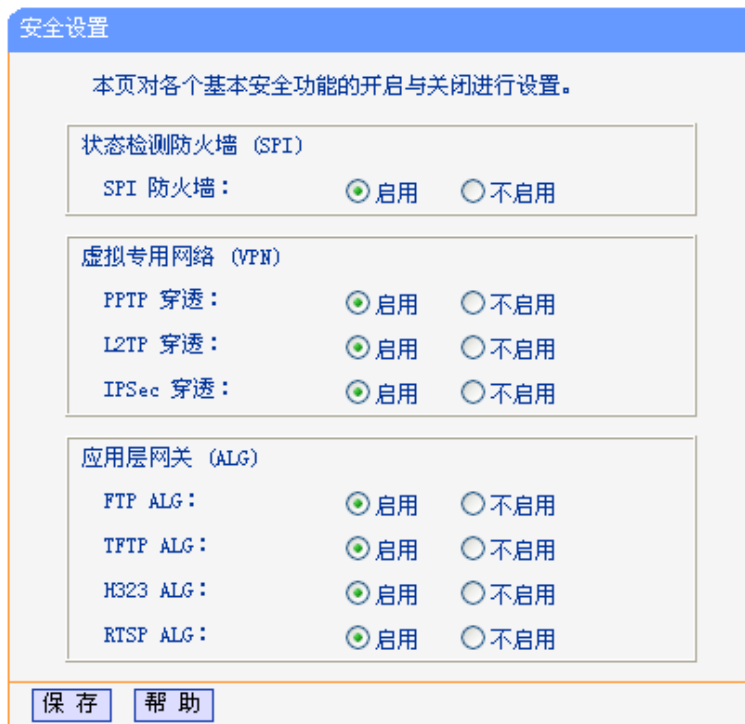 安全设置
本页对各个基本安全功能的开启与关闭进行设置。
状态检测防火墙 (SPI)
SPI 防火墙： 启用 不启用
虚拟专用网络 (VPN)
PPTP 穿透： 启用 不启用
L2TP 穿透： 启用 不启用
IPSec 穿透： 启用 不启用
应用层网关 (ALG)
FTP ALG： 启用 不启用
TFTP ALG： 启用 不启用
H323 ALG： 启用 不启用
RTSP ALG： 启用 不启用
保 存 帮 助